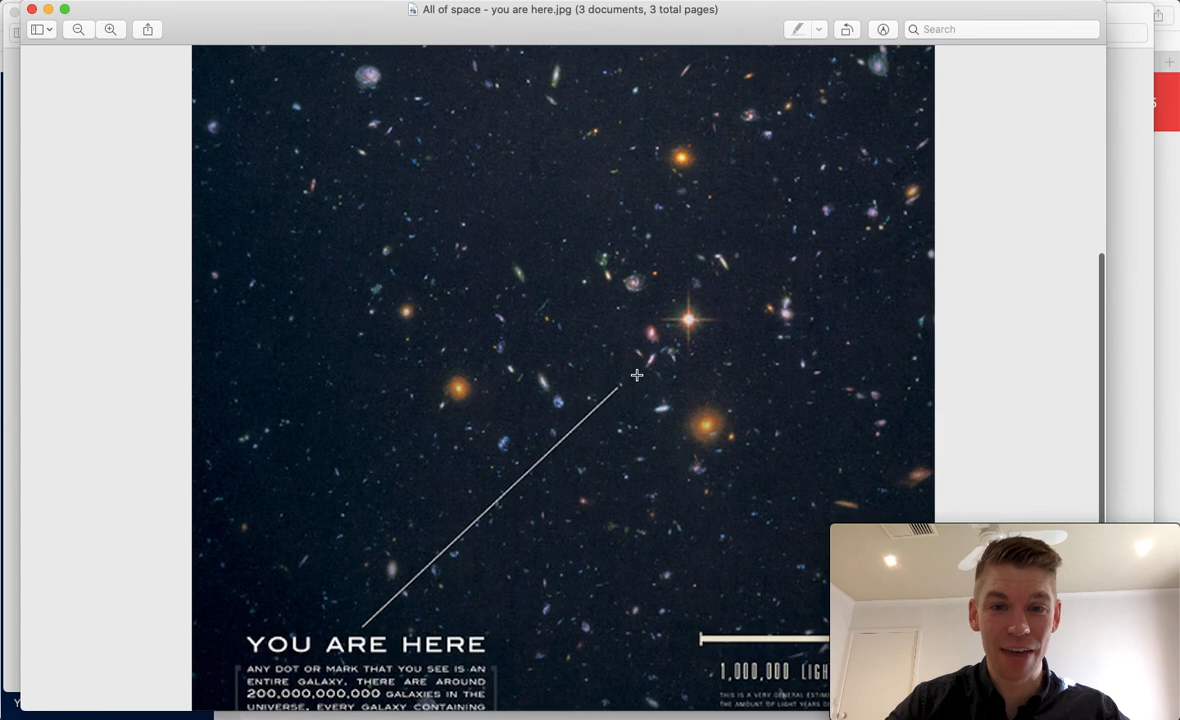 All of space - you are here.jpg (3 documents, 3 total pages)
Search
YOU ARE HERE
ANY DOT OR MARK THAT YOU SEE IS AN
ENTIRE GALAXY. THERE ARE AROUND
200,000,000,000 GALAXIES IN THE
UNIVERSE, EVERY GALAXY CONTAINING
1,000,000 LIGH
THIS IS A VERY GENERAL ESTIM
THE AMOUNT OF LIGHT YEARS